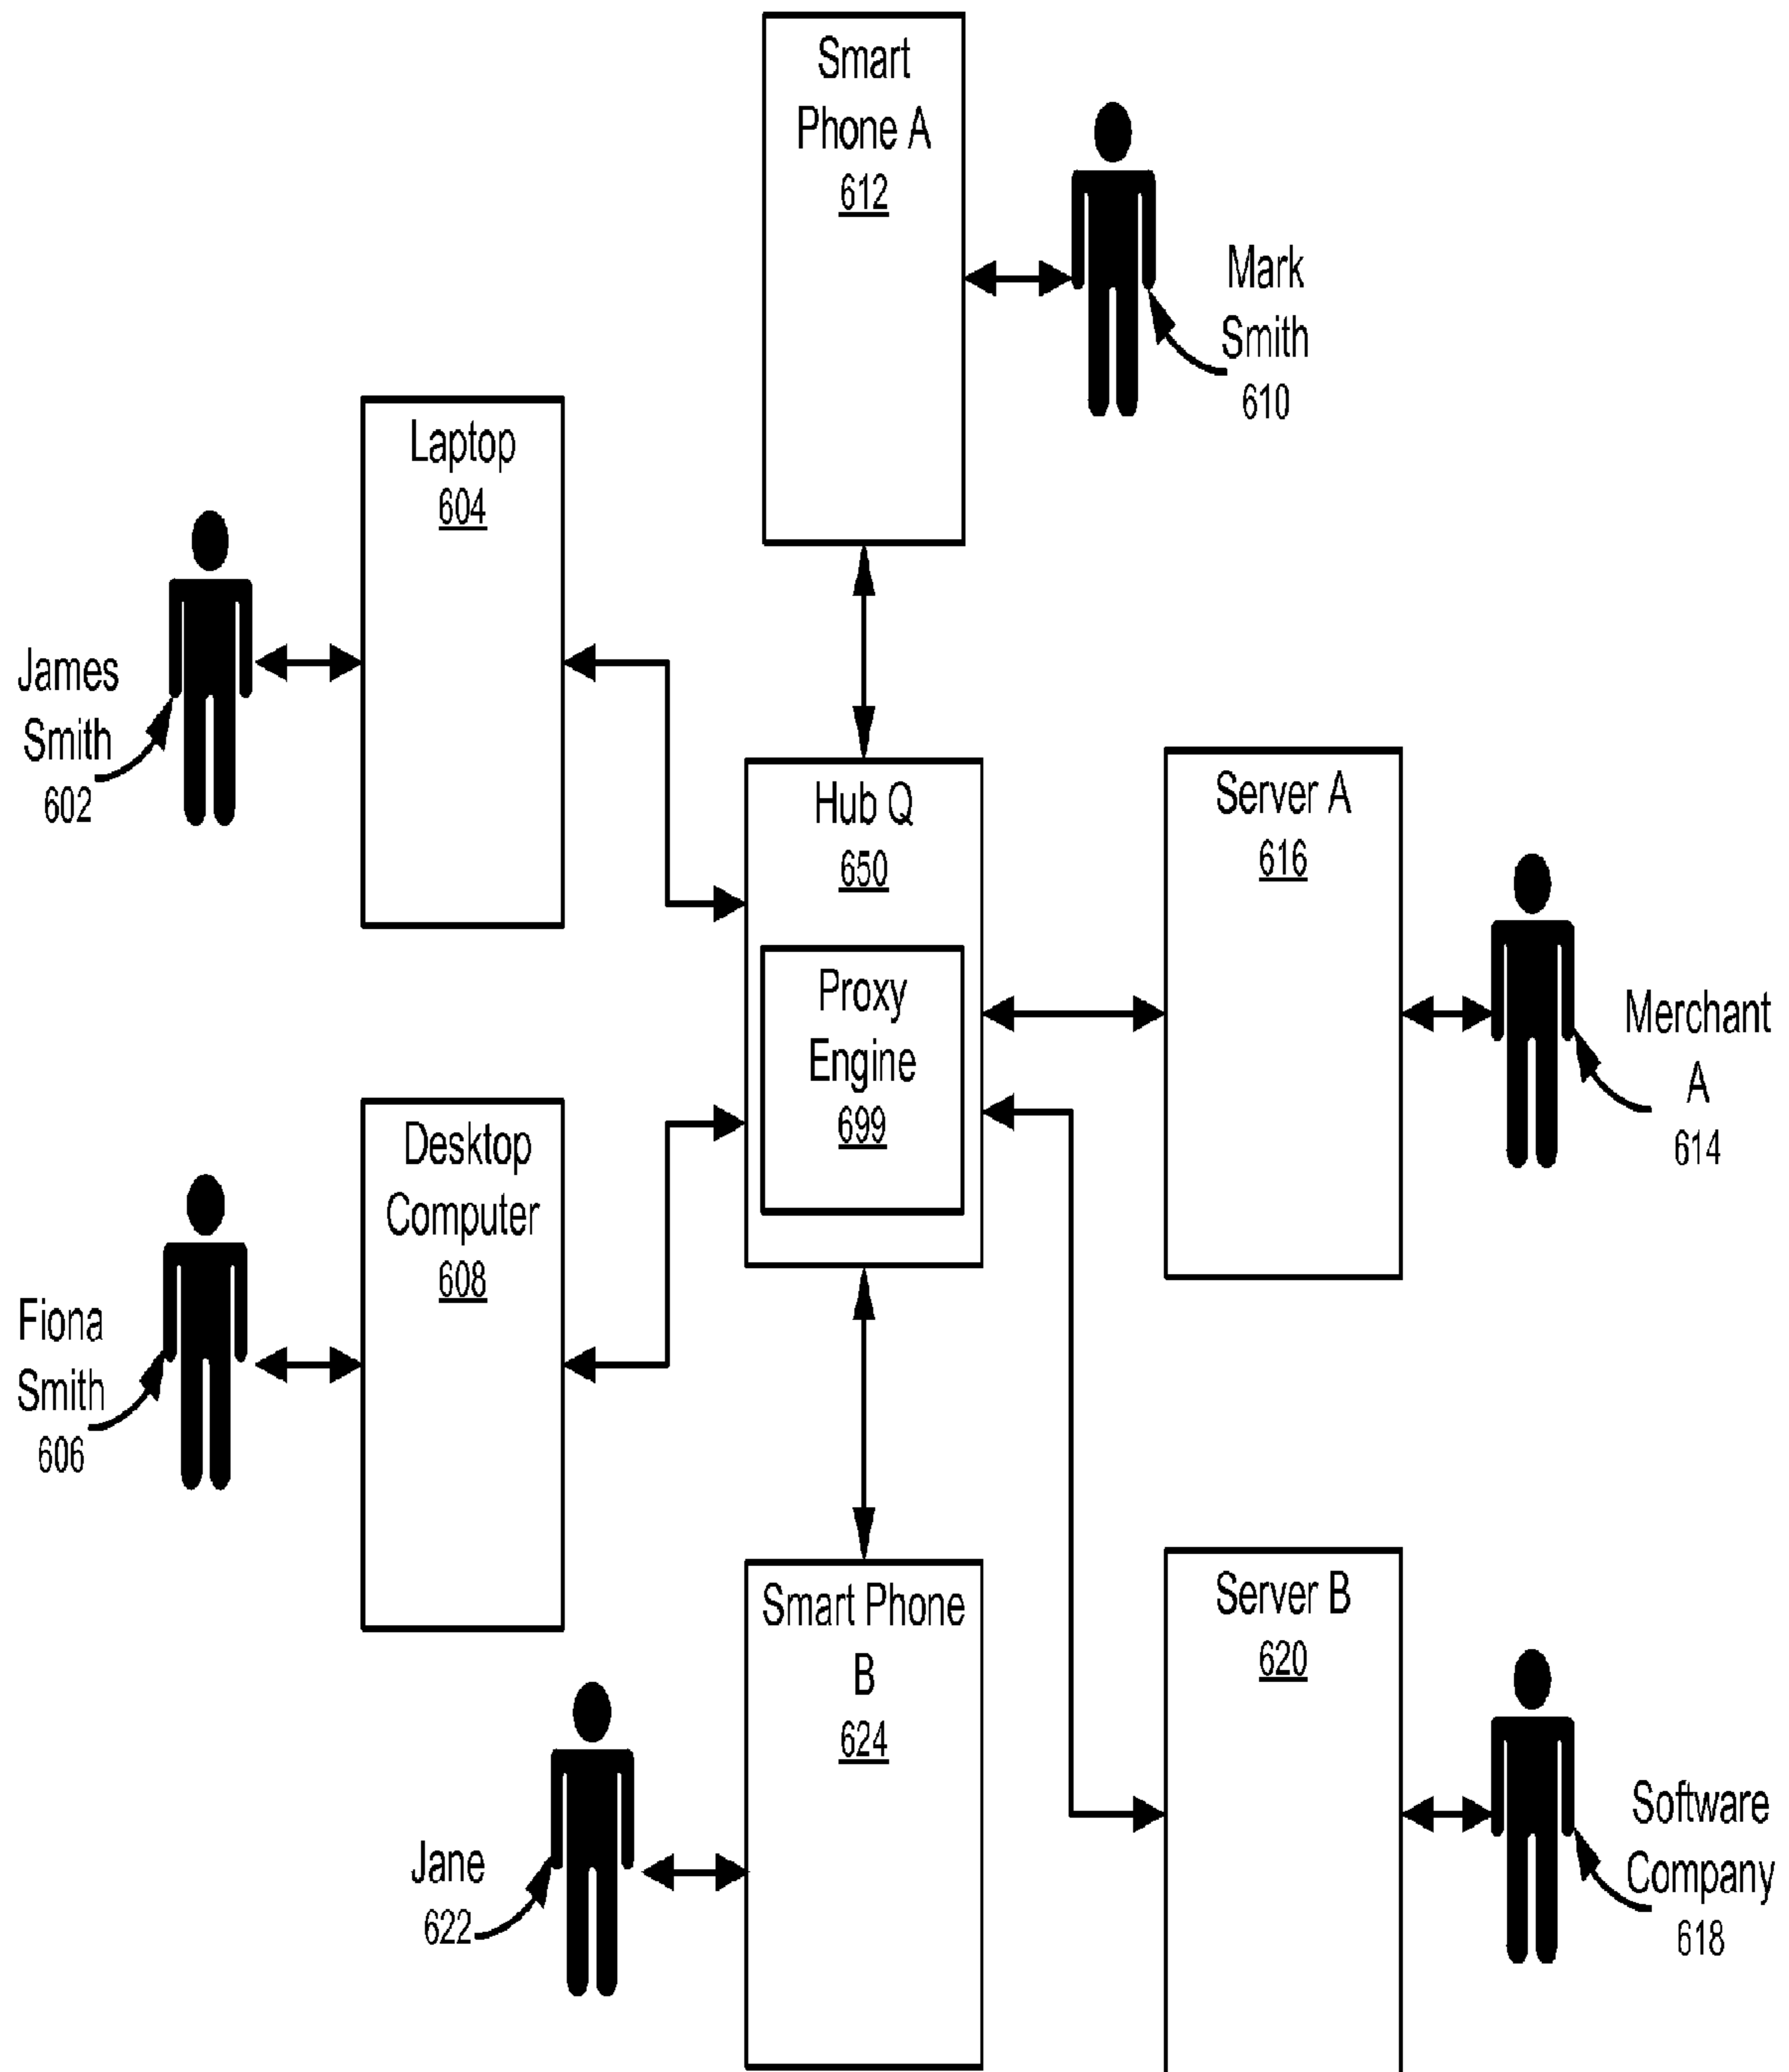 Smart
Phone A
612
Mark
Smith
610
Laptop
604
James
Smith
602
Hub Q
650
Proxy
Engine
699
Server A
616
Merchant
A
614
Desktop
Computer
608
Fiona
Smith
606
Smart Phone
B
624
Jane
622
Server B
620
Software
Company
618